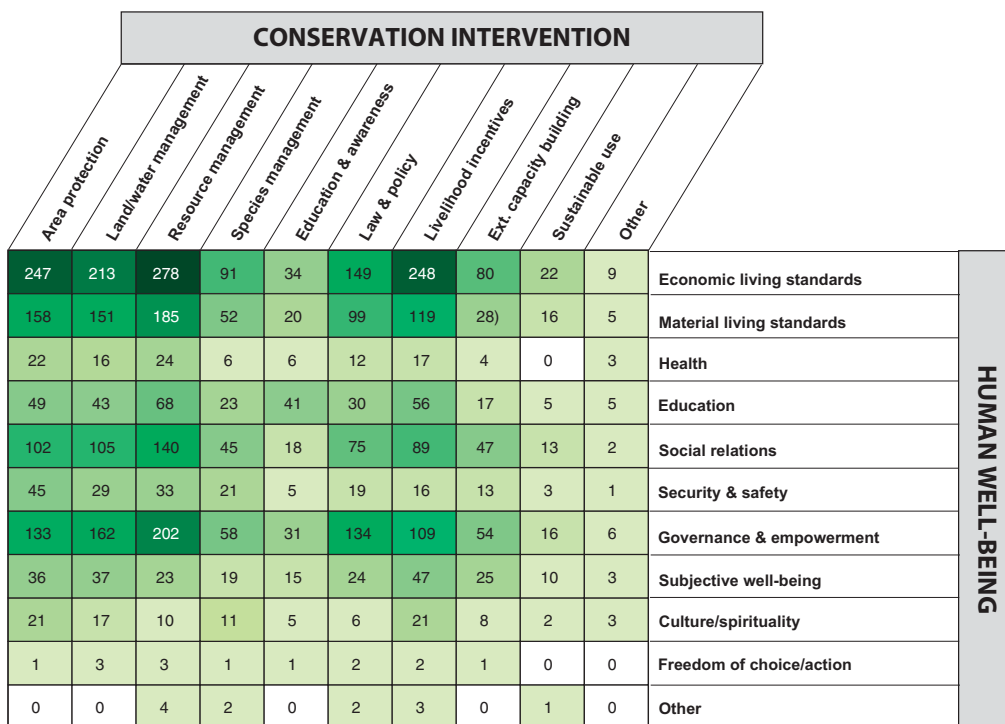 CONSERVATION INTERVENTION
Area protection
Land/water management
Resource management
Species management
Education & awareness
Law & policy
Livelihood incentives
Ext. capacity building
Sustainable use
Other
247 213 278 91 34 149 248 80 22 9 Economic living standards
158 151 185 52 20 99 119 28) 16 5 Material living standards
22 16 24 6 6 12 17 4 0 3 Health
49 43 68 23 41 30 56 17 5 5 Education
102 105 140 45 18 75 89 47 13 2 Social relations
45 29 33 21 5 19 16 13 3 1 Security & safety
133 162 202 58 31 134 109 54 16 6 Governance & empowerment
36 37 23 19 15 24 47 25 10 3 Subjective well-being
21 17 10 11 5 6 21 8 2 3 Culture/spirituality
1 3 3 1 1 2 2 1 0 0 Freedom of choice/action
0 0 4 2 0 2 3 0 1 0 Other
HUMAN WELL-BEING